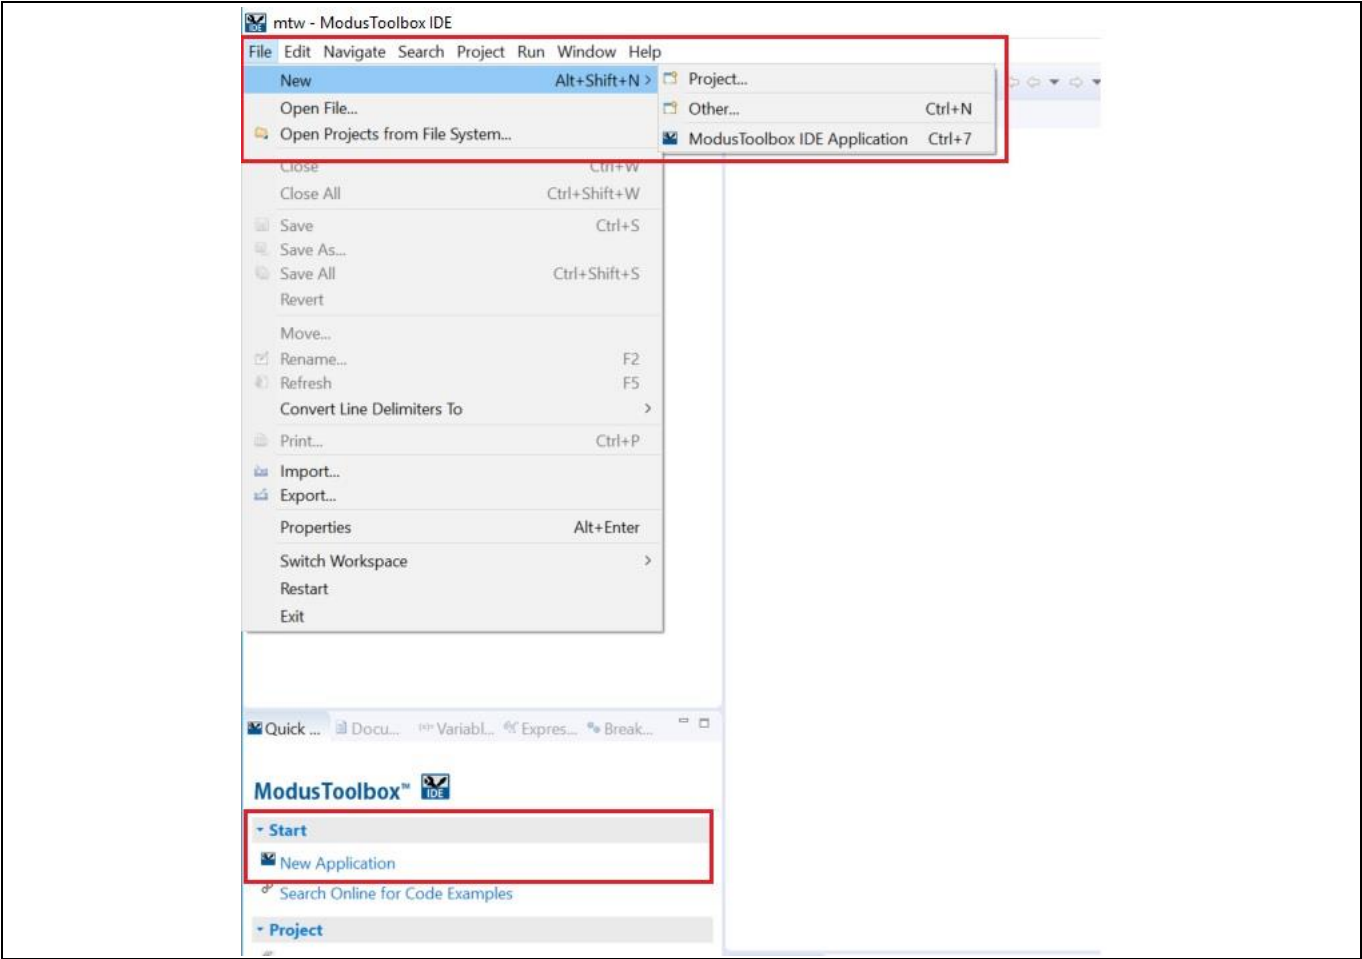 mtw - ModusToolbox IDE
File Edit Navigate Search Project Run Window Help
New Alt+Shift+N >
Project...
Open File...
Other... Ctrl+N
Open Projects from File System...
ModusToolbox IDE Application Ctrl+7
Close Ctrl+W
Close All Ctrl+Shift+W
Save Ctrl+S
Save As...
Save All Ctrl+Shift+S
Revert
Move...
Rename... F2
Refresh F5
Convert Line Delimiters To >
Print... Ctrl+P
Import...
Export...
Properties Alt+Enter
Switch Workspace >
Restart
Exit
Quick ... Docu... (x)= Variabl... Expres... Break...
ModusToolbox™ IDE
Start
New Application
Search Online for Code Examples
Project